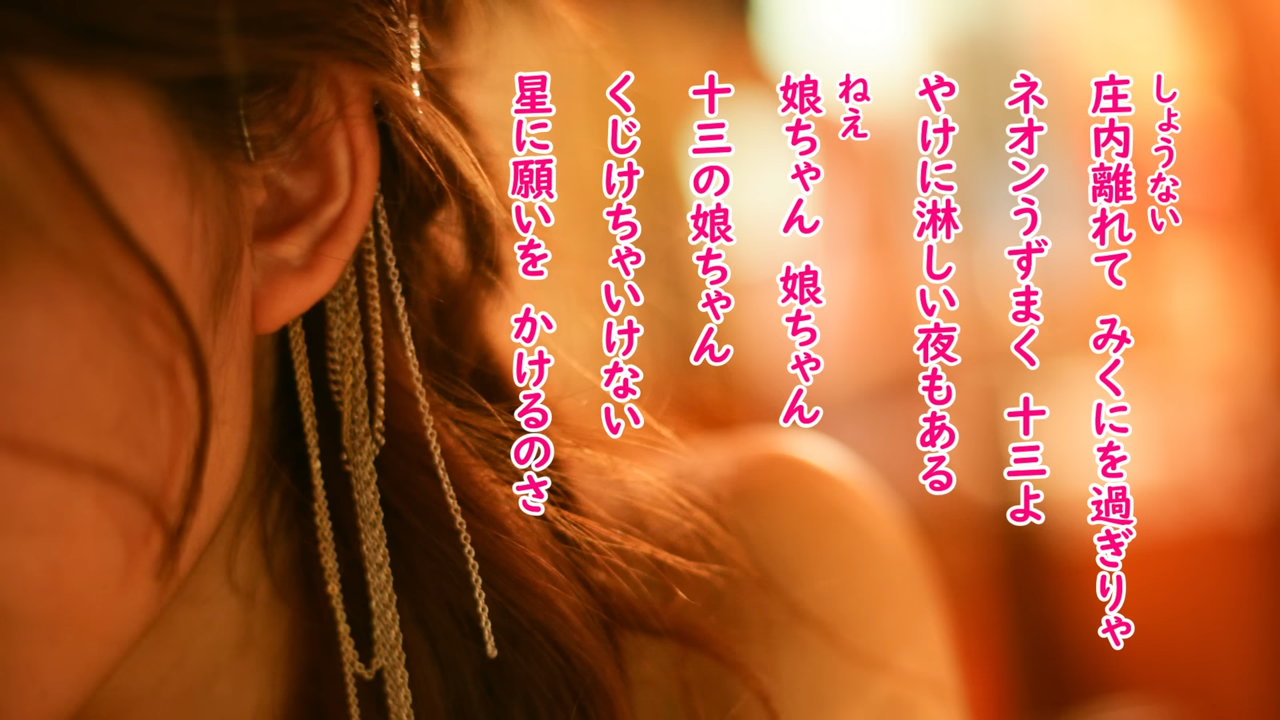 しょうない
庄内離れて みくにを過ぎりゃ
ネオンうずまく 十三よ
やけに淋しい夜もある
ねえ
娘ちゃん 娘ちゃん
十三の娘ちゃん
くじけちゃいけない
星に願いを かけるのさ